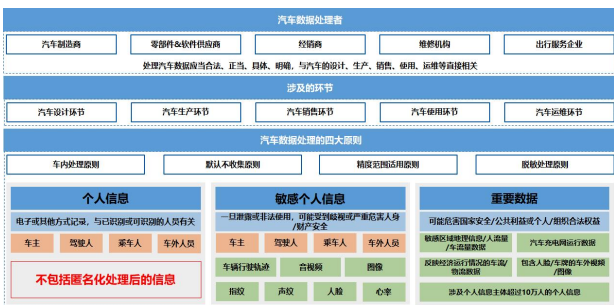 汽车数据处理者
汽车制造商
零部件&软件供应商
经销商
维修机构
出行服务企业
处理汽车数据应当合法、正当、具体、明确，与汽车的设计、生产、销售、使用、运维等直接相关
涉及的环节
汽车设计环节
汽车生产环节
汽车销售环节
汽车使用环节
汽车运维环节
汽车数据处理的四大原则
车内处理原则
默认不收集原则
精度范围适用原则
脱敏处理原则
个人信息
电子或其他方式记录，与已识别或可识别的人员有关
车主
驾驶人
乘车人
车外人员
不包括匿名化处理后的信息
敏感个人信息
一旦泄露或非法使用，可能受到歧视或严重危害人身
/财产安全
车主
驾驶人
乘车人
车外人员
车辆行驶轨迹
音视频
图像
指纹
声纹
人脸
心率
重要数据
可能危害国家安全/公共利益或个人/组织合法权益
敏感区域地理信息/人流量
/车流量数据
汽车充电网运行数据
反映经济运行情况的车流/
物流数据
包含人脸/车牌的车外视频
/图像
涉及个人信息主体超过10万人的个人信息